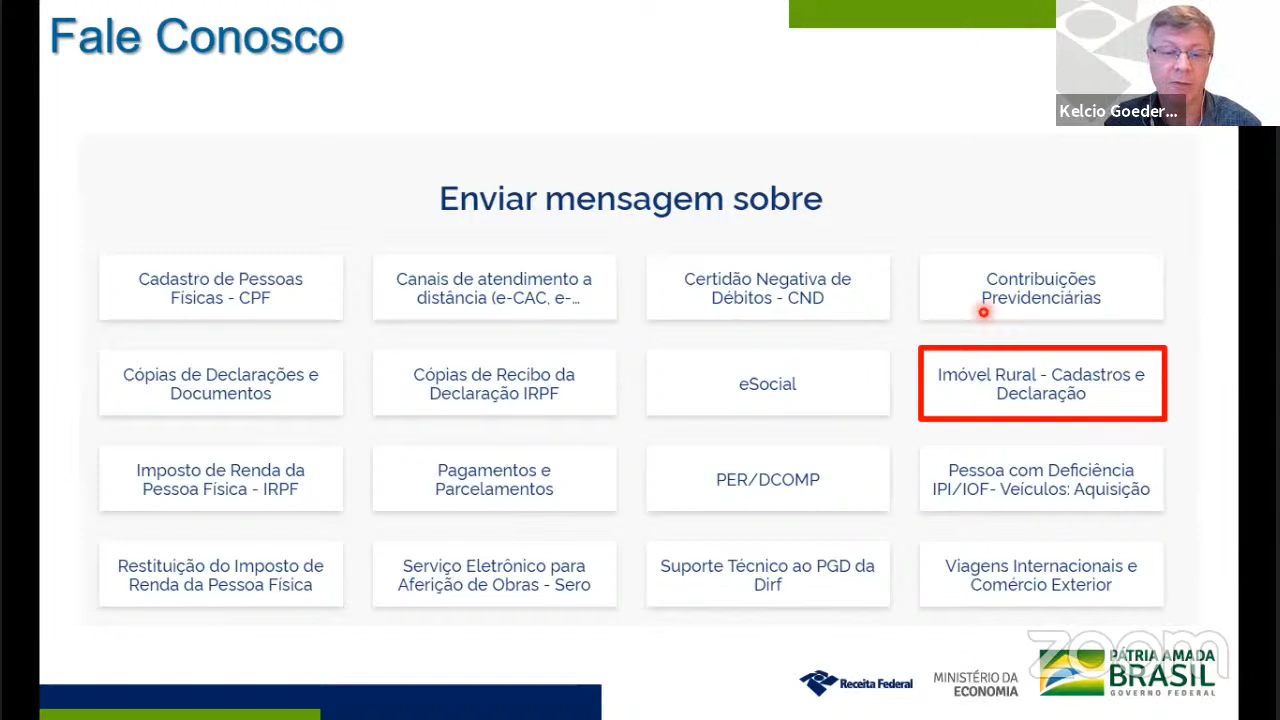 Fale Conosco
Kelcio Goeder...
Enviar mensagem sobre
Cadastro de Pessoas
Físicas - CPF
Canais de atendimento a
distância (e-CAC, e-...
Certidão Negativa de
Débitos - CND
Contribuições
Previdenciárias
Cópias de Declarações e
Documentos
Cópias de Recibo da
Declaração IRPF
eSocial
Imóvel Rural - Cadastros e
Declaração
Imposto de Renda da
Pessoa Física - IRPF
Pagamentos e
Parcelamentos
PER/DCOMP
Pessoa com Deficiência
IPI/IOF- Veículos: Aquisição
Restituição do Imposto de
Renda da Pessoa Física
Serviço Eletrônico para
Aferição de Obras - Sero
Suporte Técnico ao PGD da
Dirf
Viagens Internacionais e
Comércio Exterior
zoom
Receita Federal
MINISTÉRIO DA
ECONOMIA
PÁTRIA AMADA
BRASIL
GOVERNO FEDERAL